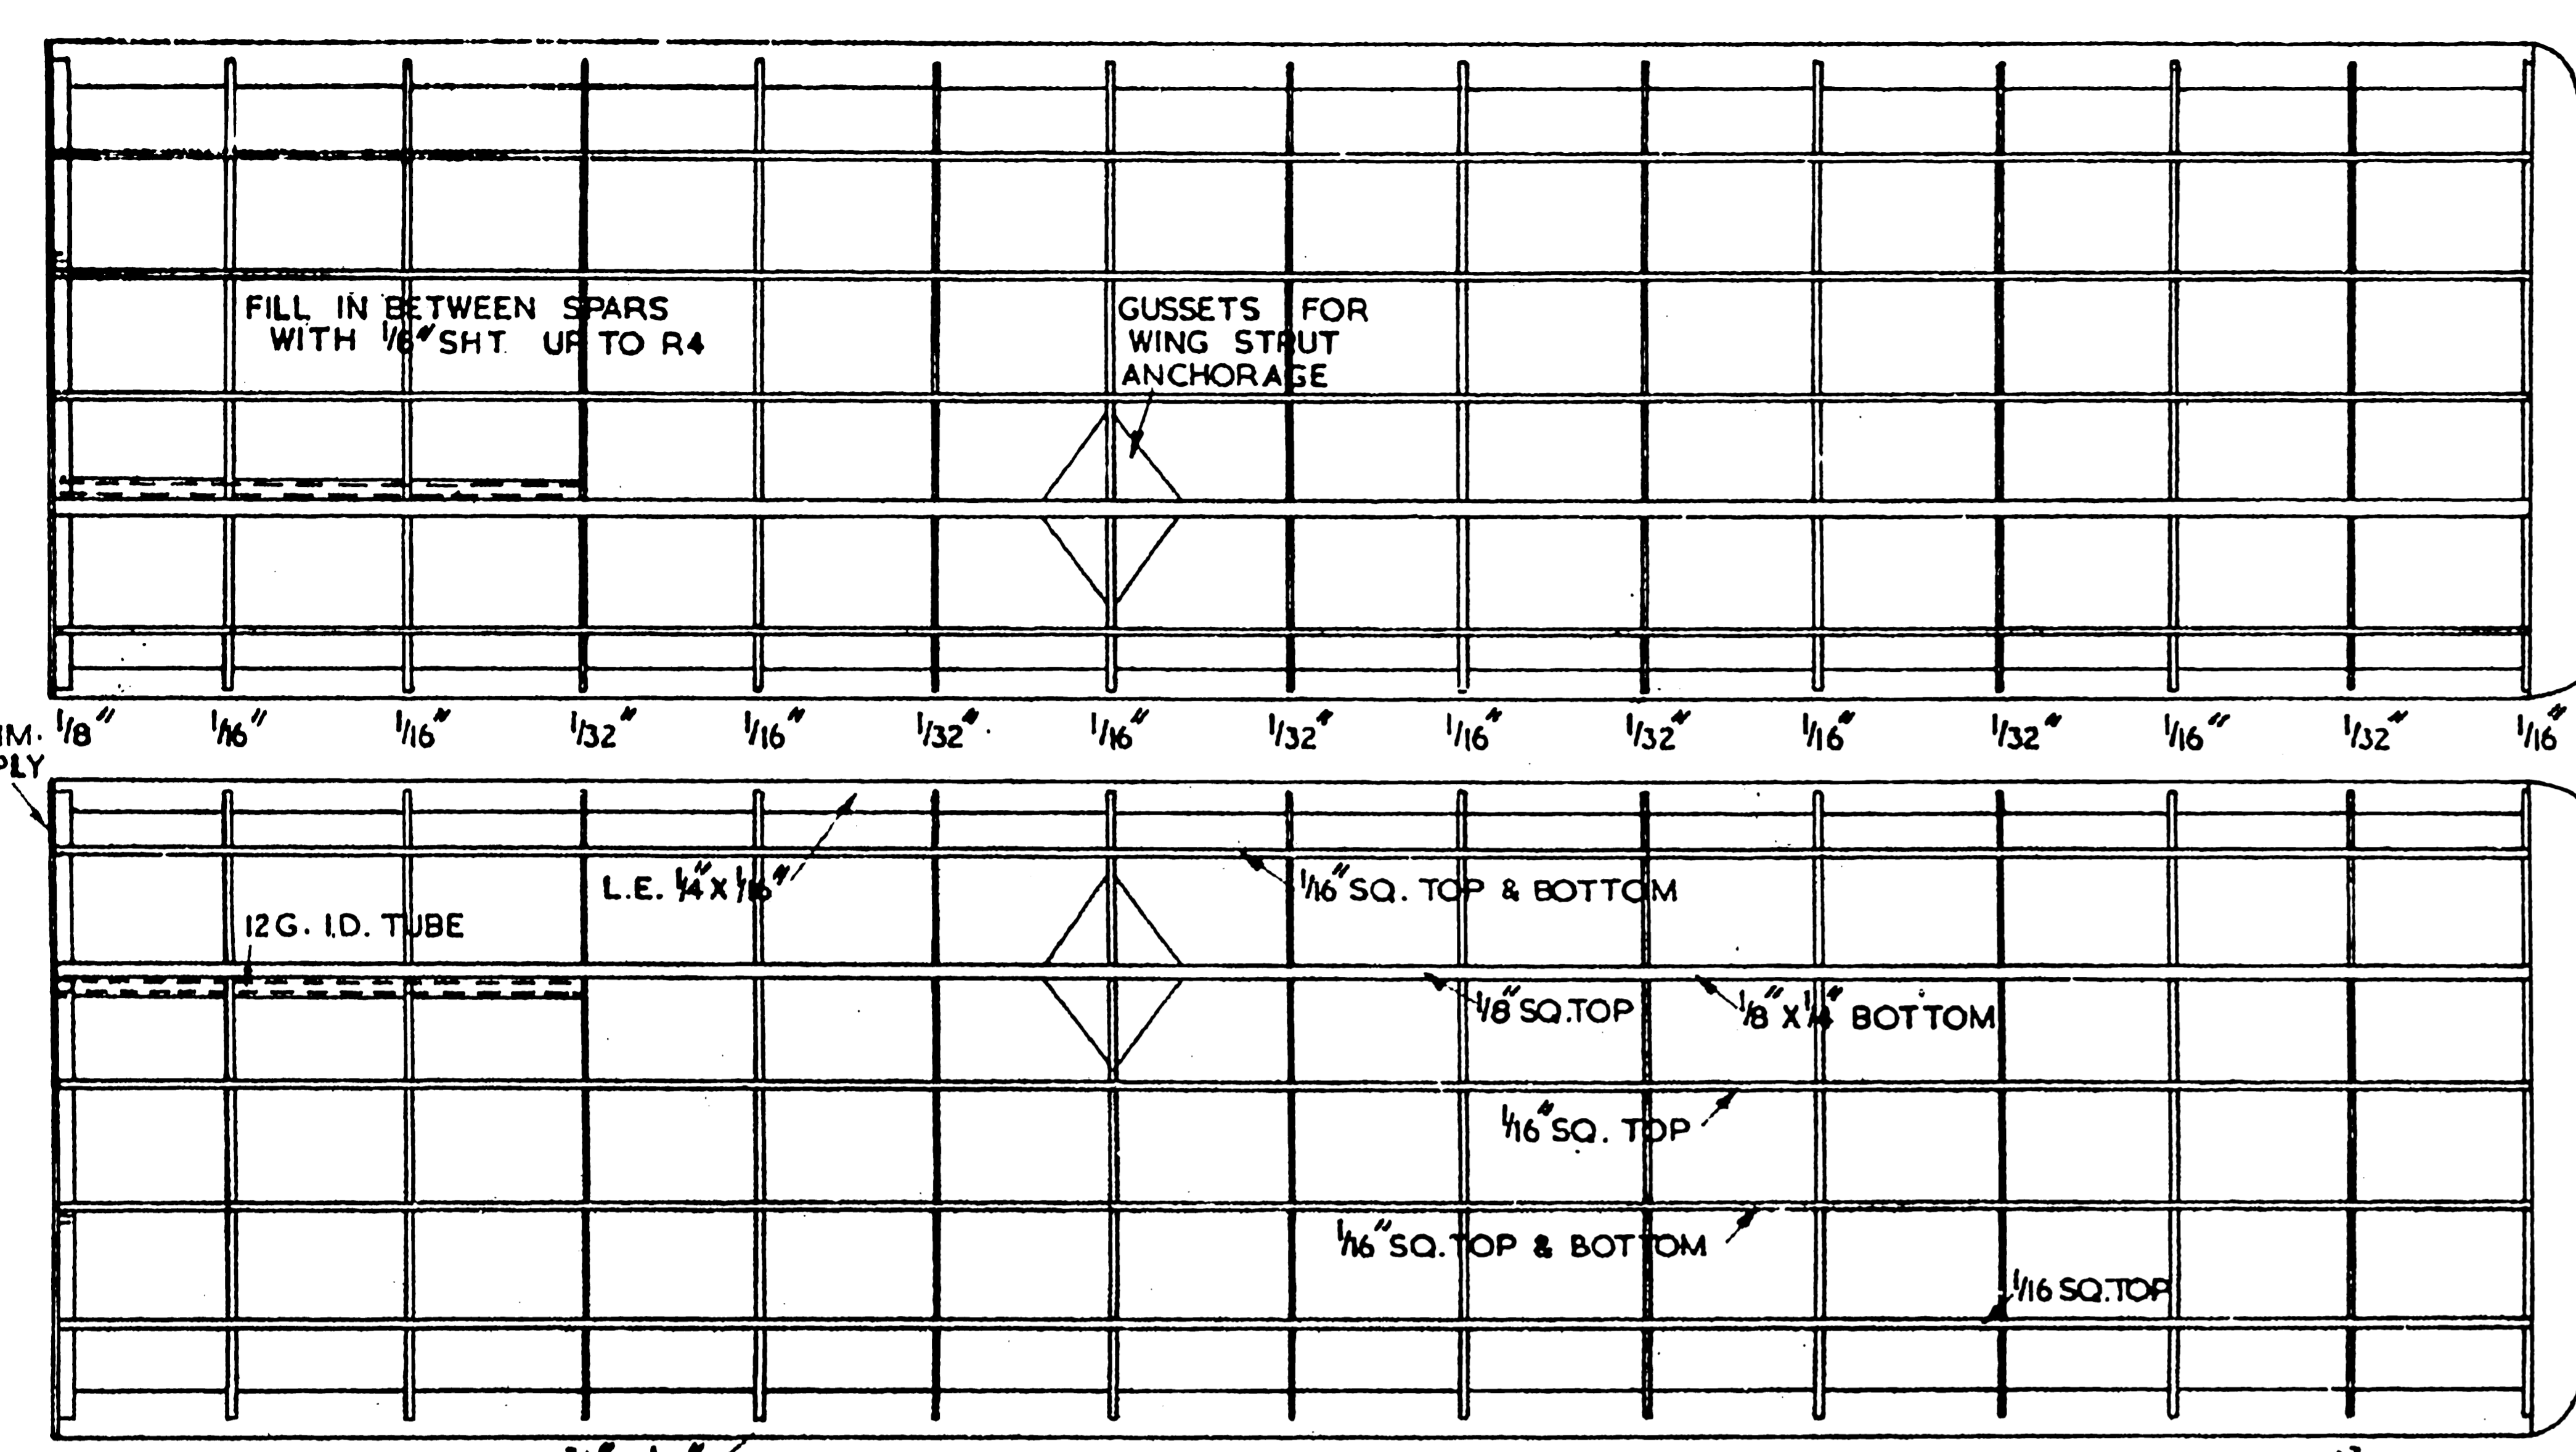 FILL IN BETWEEN SPARS
WITH 1/8" SHT. UP TO R4
GUSSETS FOR
WING STRUT
ANCHORAGE
1/8" 1/16" 1/16" 1/32" 1/16" 1/32" 1/16" 1/32" 1/16" 1/32" 1/16" 1/32" 1/16" 1/32" 1/16"
PLY
L.E. 1/4" X 1/16"
1/16" SQ. TOP & BOTTOM
12G. I.D. TUBE
1/8" SQ. TOP
1/8" X 1/4" BOTTOM
1/16" SQ. TOP
1/16" SQ. TOP & BOTTOM
1/16 SQ. TOP